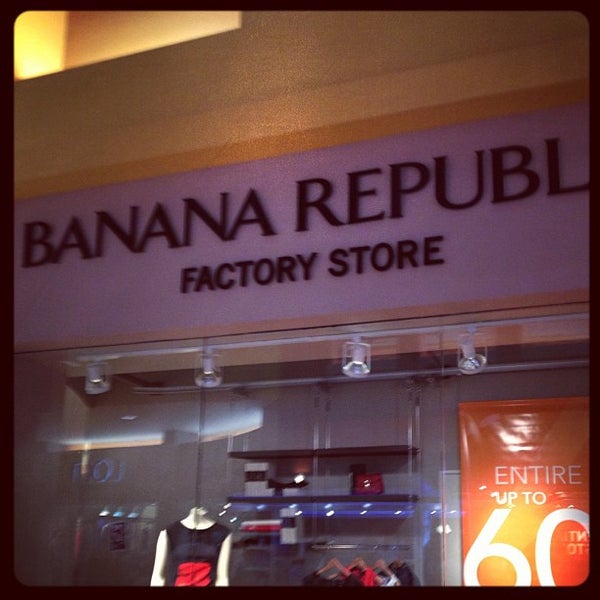 BANANA REPUBL
FACTORY STORE
ENTIRE
UP TO
60